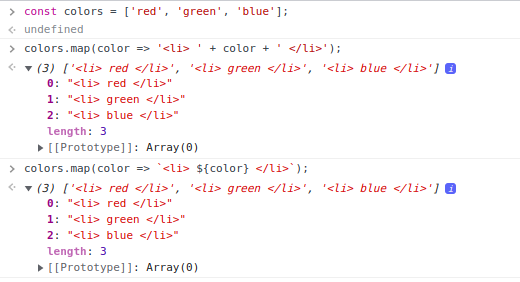 const colors = ['red', 'green', 'blue'];
undefined
colors.map(color => '<li> ' + color + ' </li>');
(3) ['<li> red </li>', '<li> green </li>', '<li> blue </li>'] i
0: "<li> red </li>"
1: "<li> green </li>"
2: "<li> blue </li>"
length: 3
[[Prototype]]: Array(0)
colors.map(color => `<li> ${color} </li>`);
(3) ['<li> red </li>', '<li> green </li>', '<li> blue </li>'] i
0: "<li> red </li>"
1: "<li> green </li>"
2: "<li> blue </li>"
length: 3
[[Prototype]]: Array(0)